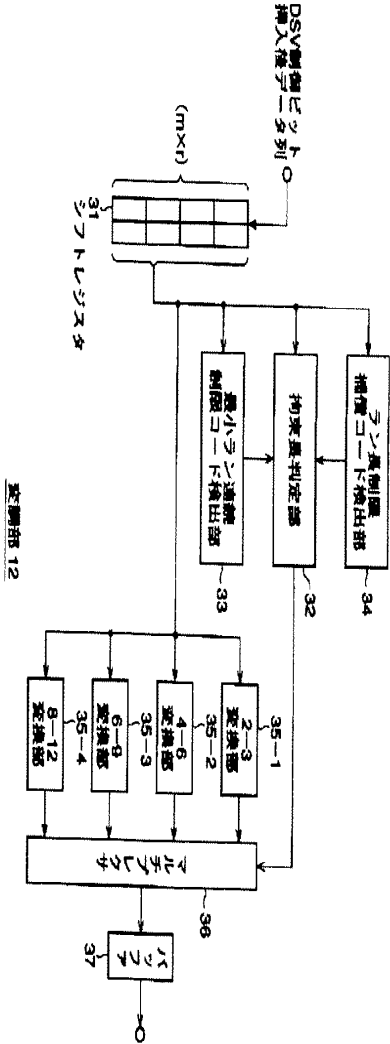 DSV制御ビット
挿入後データ列
(m×r)
31
シフトレジスタ
ラン長制限
補償コード検出部
34
拘束長判定部
32
最小ラン連続
制限コード検出部
33
2−3
変換部
35−1
4−6
変換部
35−2
6−9
変換部
35−3
8−12
変換部
35−4
マルチプレクサ
36
バッファ
37
変調部 12